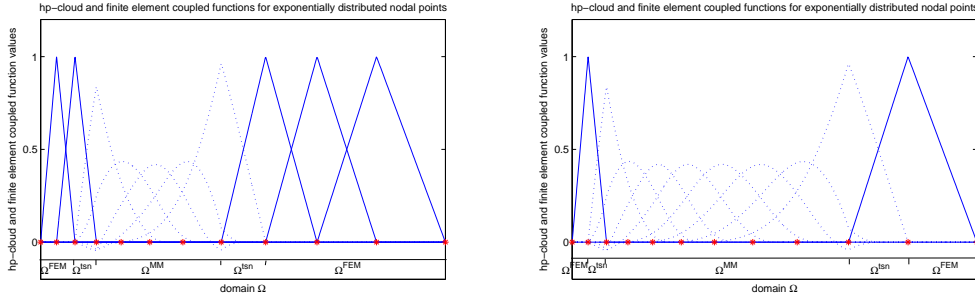 hp−cloud and finite element coupled functions for exponentially distributed nodal points
hp−cloud and finite element coupled function values
1
0.5
0
Ω^FEM Ω^tsn Ω^MM Ω^tsn Ω^FEM
domain Ω
hp−cloud and finite element coupled functions for exponentially distributed nodal points
hp−cloud and finite element coupled function values
1
0.5
0
Ω^FEM Ω^tsn Ω^MM Ω^tsn Ω^FEM
domain Ω